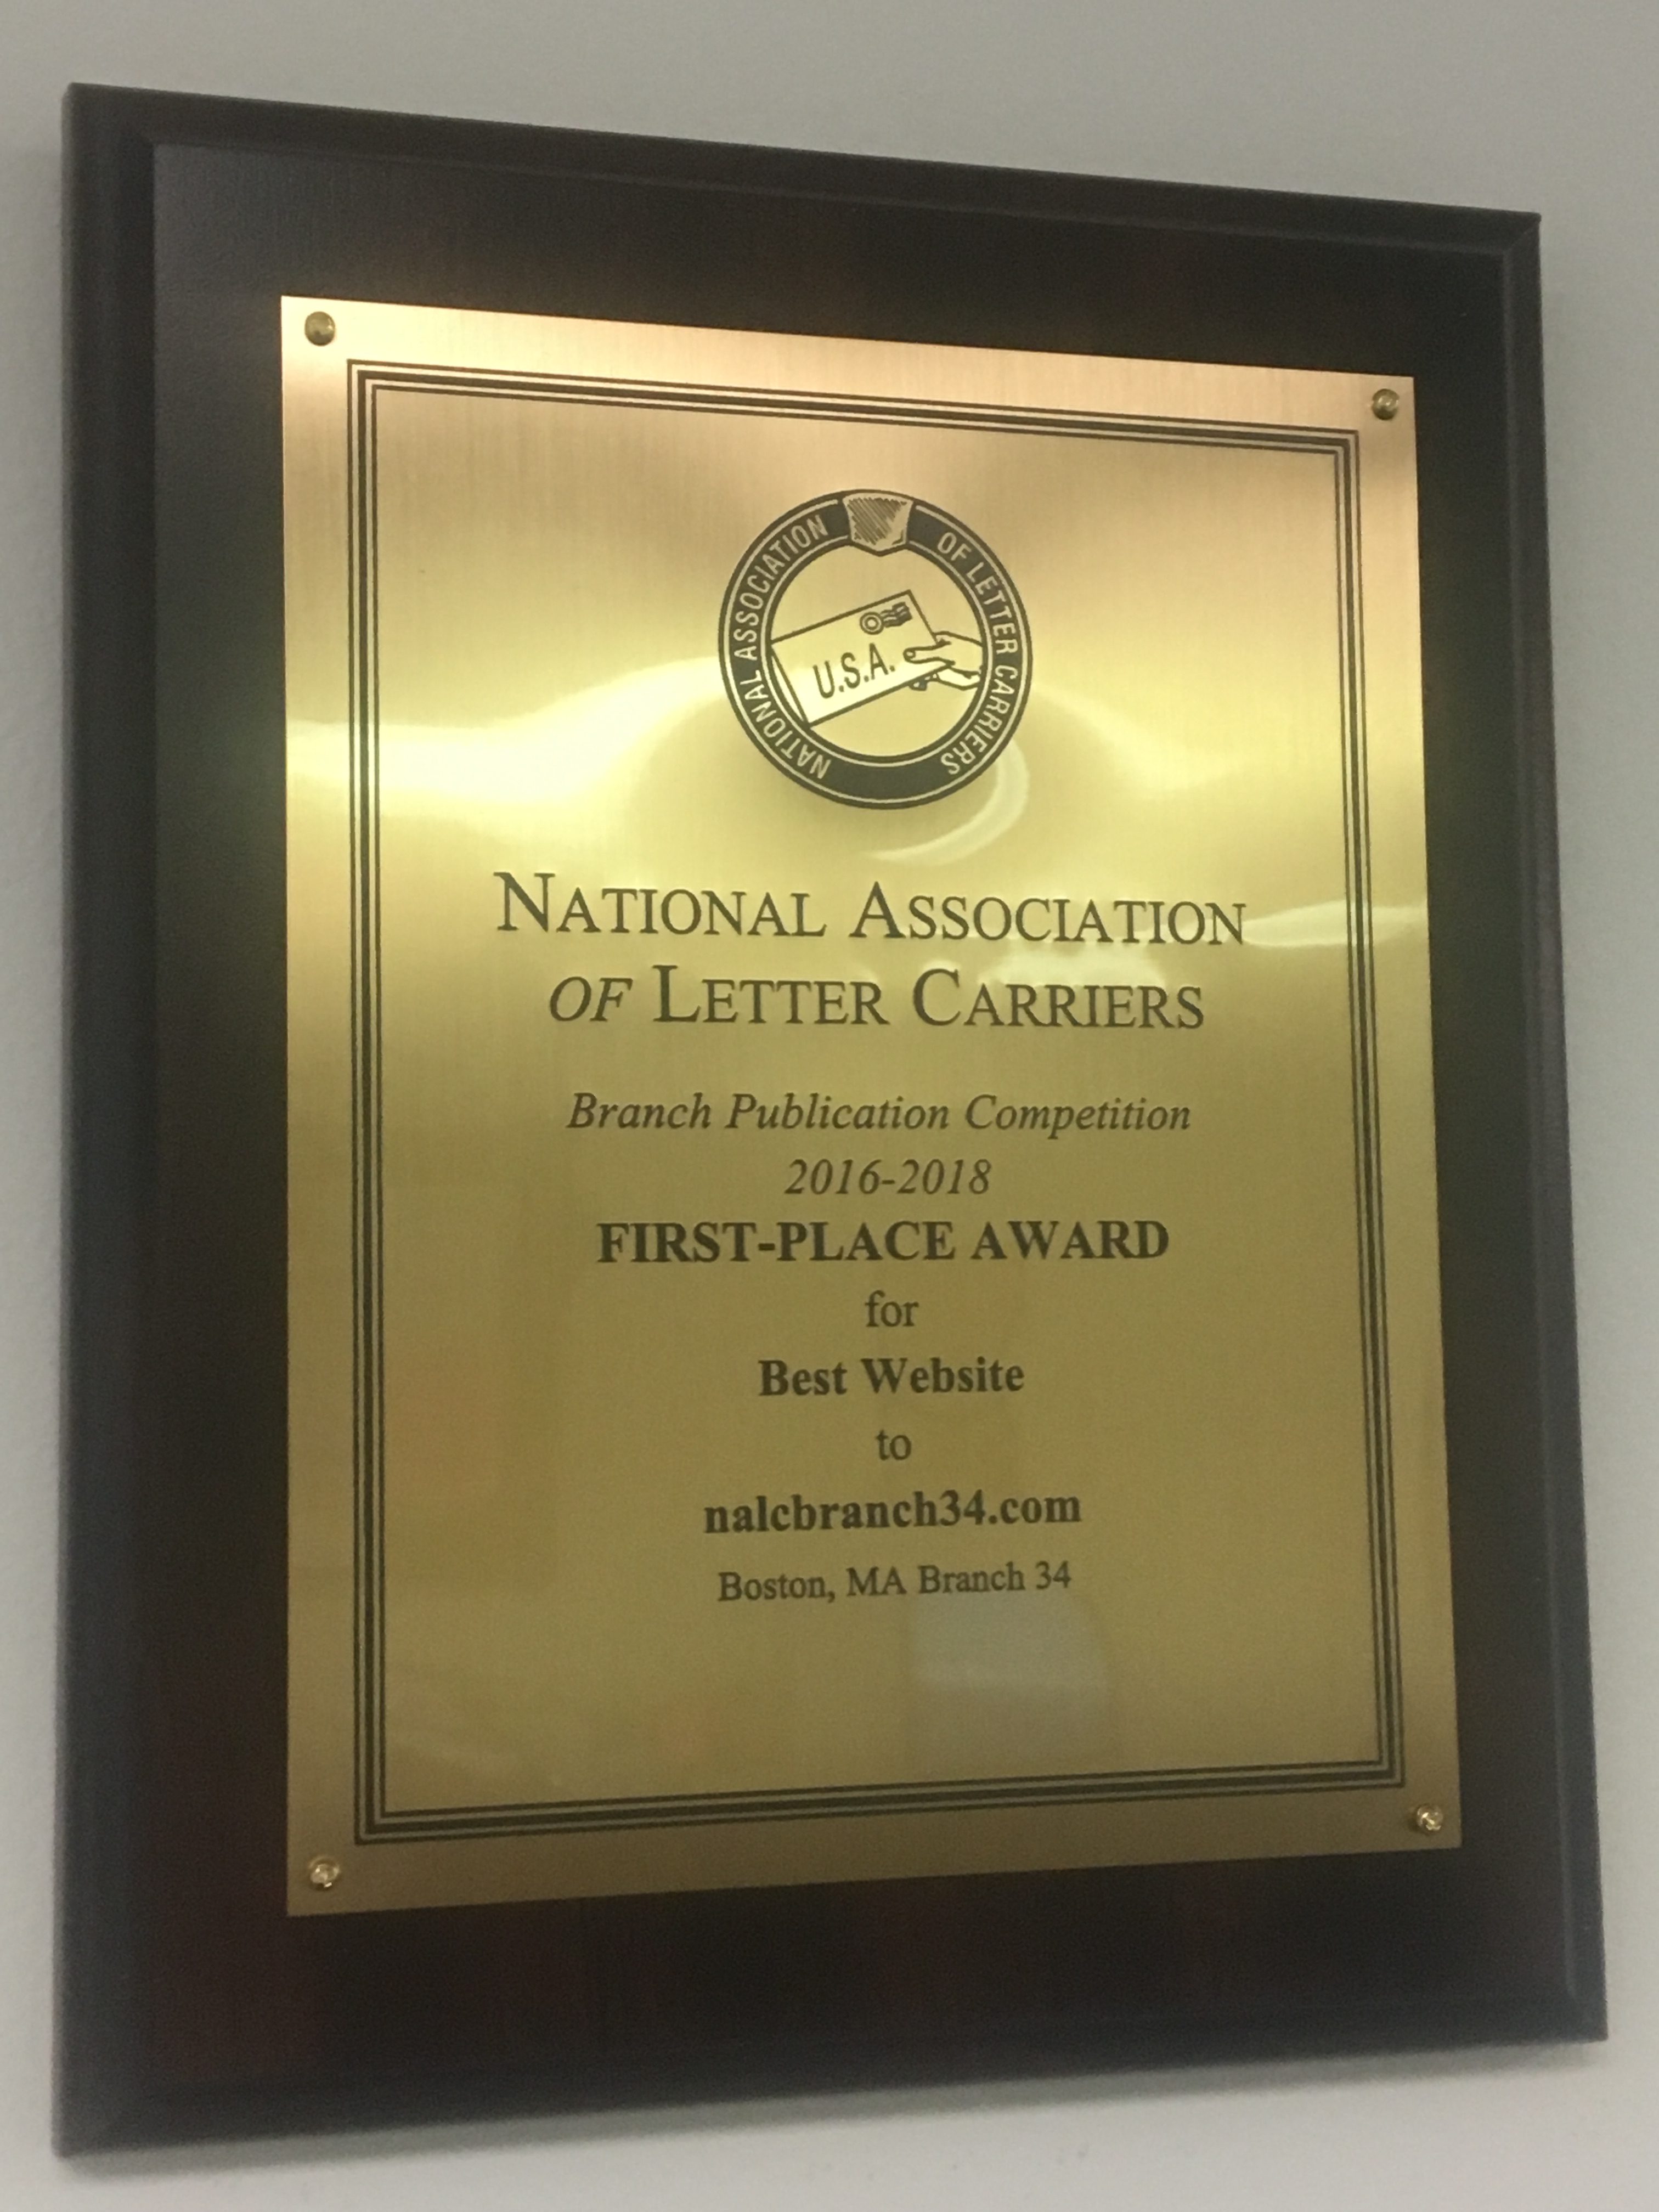 NATIONAL ASSOCIATION OF LETTER CARRIERS
U.S.A.
NATIONAL ASSOCIATION
OF LETTER CARRIERS
Branch Publication Competition
2016-2018
FIRST-PLACE AWARD
for
Best Website
to
nalcbranch34.com
Boston, MA Branch 34